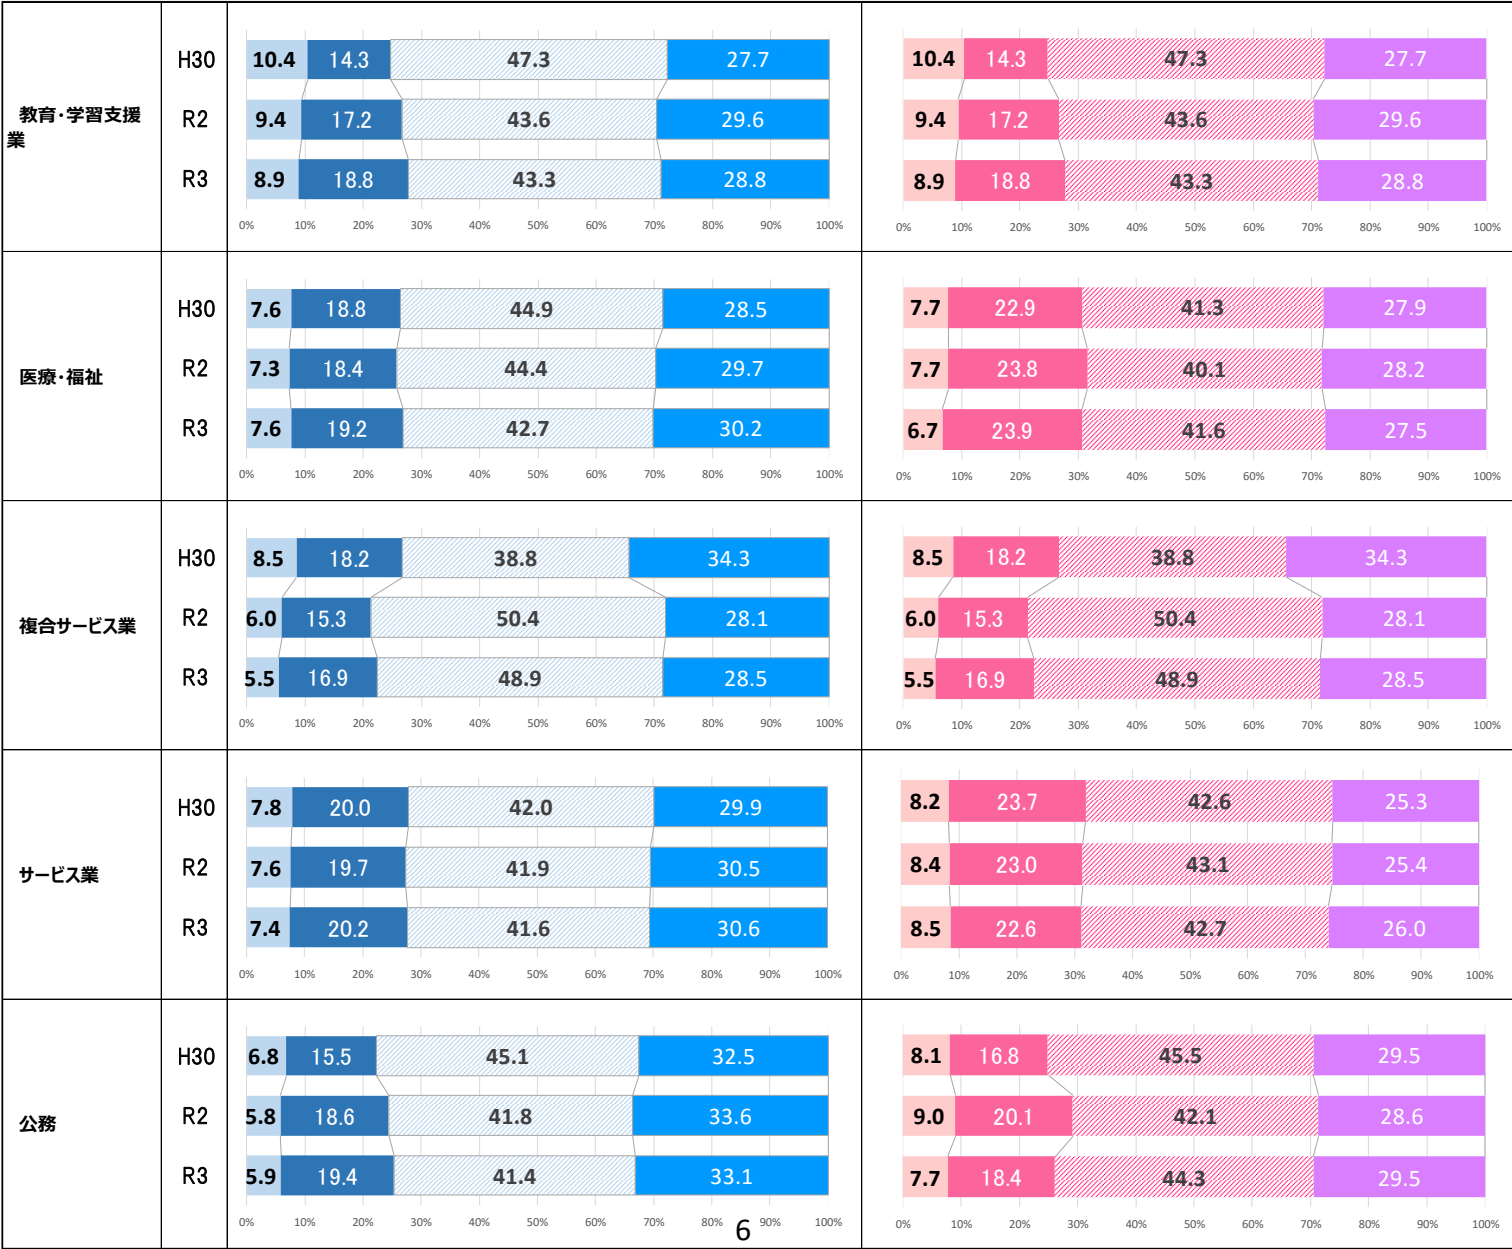 教育･学習支援
業
H30 10.4 14.3 47.3 27.7 10.4 14.3 47.3 27.7
R2 9.4 17.2 43.6 29.6 9.4 17.2 43.6 29.6
R3 8.9 18.8 43.3 28.8 8.9 18.8 43.3 28.8
0% 10% 20% 30% 40% 50% 60% 70% 80% 90% 100% 0% 10% 20% 30% 40% 50% 60% 70% 80% 90% 100%
医療･福祉
H30 7.6 18.8 44.9 28.5 7.7 22.9 41.3 27.9
R2 7.3 18.4 44.4 29.7 7.7 23.8 40.1 28.2
R3 7.6 19.2 42.7 30.2 6.7 23.9 41.6 27.5
0% 10% 20% 30% 40% 50% 60% 70% 80% 90% 100% 0% 10% 20% 30% 40% 50% 60% 70% 80% 90% 100%
複合サービス業
H30 8.5 18.2 38.8 34.3 8.5 18.2 38.8 34.3
R2 6.0 15.3 50.4 28.1 6.0 15.3 50.4 28.1
R3 5.5 16.9 48.9 28.5 5.5 16.9 48.9 28.5
0% 10% 20% 30% 40% 50% 60% 70% 80% 90% 100% 0% 10% 20% 30% 40% 50% 60% 70% 80% 90% 100%
サービス業
H30 7.8 20.0 42.0 29.9 8.2 23.7 42.6 25.3
R2 7.6 19.7 41.9 30.5 8.4 23.0 43.1 25.4
R3 7.4 20.2 41.6 30.6 8.5 22.6 42.7 26.0
0% 10% 20% 30% 40% 50% 60% 70% 80% 90% 100% 0% 10% 20% 30% 40% 50% 60% 70% 80% 90% 100%
公務
H30 6.8 15.5 45.1 32.5 8.1 16.8 45.5 29.5
R2 5.8 18.6 41.8 33.6 9.0 20.1 42.1 28.6
R3 5.9 19.4 41.4 33.1 7.7 18.4 44.3 29.5
0% 10% 20% 30% 40% 50% 60% 70% 80% 90% 100% 0% 10% 20% 30% 40% 50% 60% 70% 80% 90% 100%
6